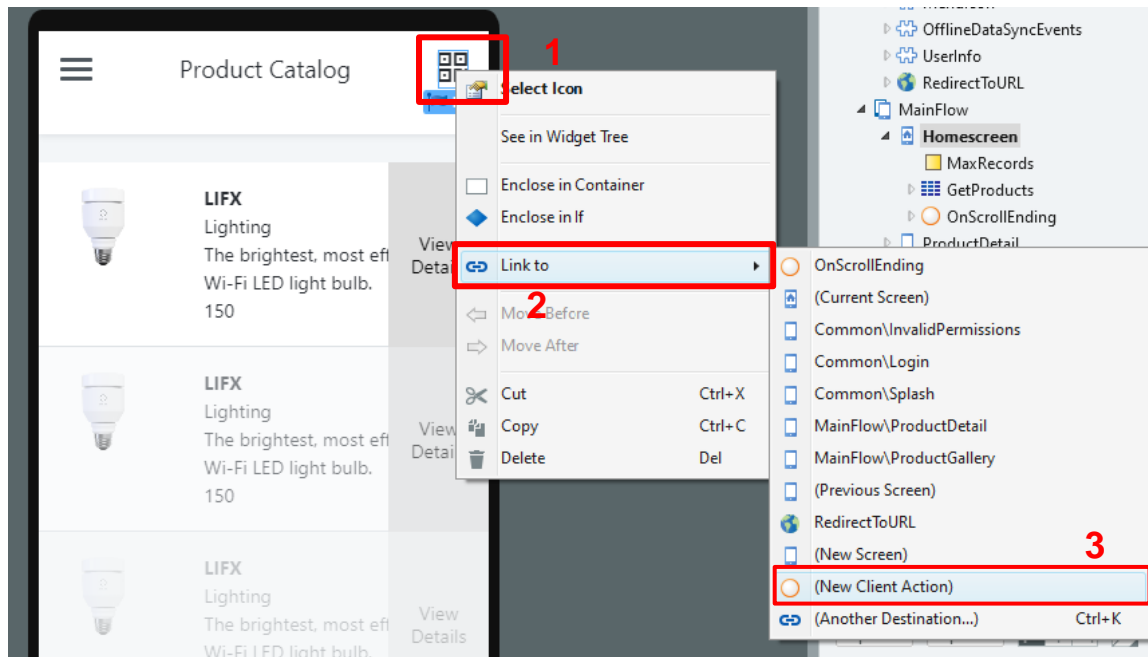 OfflineDataSyncEvents
UserInfo
RedirectToURL
MainFlow
Homescreen
MaxRecords
GetProducts
OnScrollEnding
ProductDetail
Product Catalog
1
Select Icon
See in Widget Tree
Enclose in Container
Enclose in If
Link to
2
Move Before
Move After
Cut Ctrl+X
Copy Ctrl+C
Delete Del
OnScrollEnding
(Current Screen)
Common\InvalidPermissions
Common\Login
Common\Splash
MainFlow\ProductDetail
MainFlow\ProductGallery
(Previous Screen)
RedirectToURL
(New Screen)
3
(New Client Action)
(Another Destination...) Ctrl+K
LIFX
Lighting
The brightest, most eff
Wi-Fi LED light bulb.
150
View
Detai
LIFX
Lighting
The brightest, most eff
Wi-Fi LED light bulb.
150
View
Detai
LIFX
Lighting
The brightest, most eff
Wi-Fi LED light bulb.
View
Details